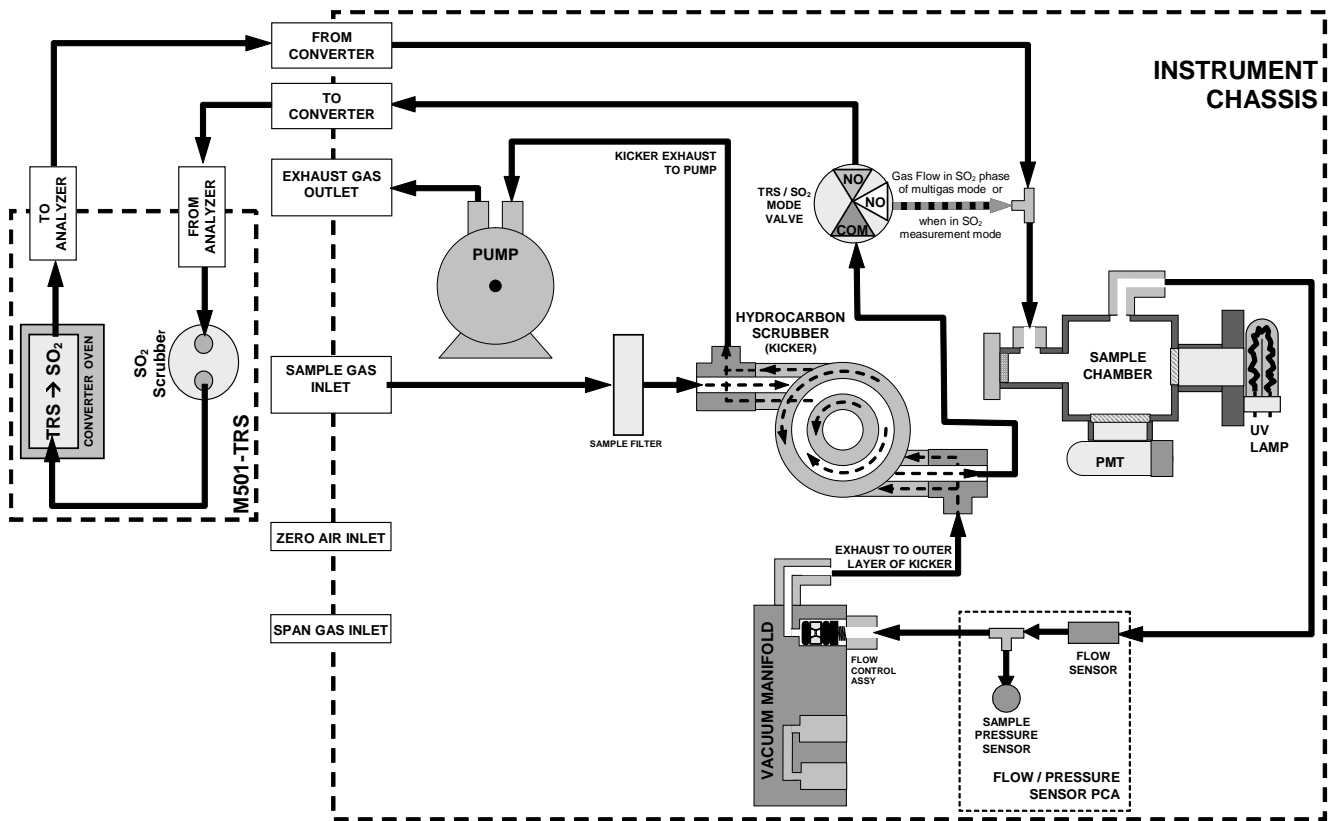 FROM
CONVERTER
TO
CONVERTER
EXHAUST GAS
OUTLET
SAMPLE GAS
INLET
ZERO AIR INLET
SPAN GAS INLET
INSTRUMENT
CHASSIS
TO
ANALYZER
FROM
ANALYZER
TRS → SO₂
CONVERTER OVEN
SO₂
Scrubber
M501-TRS
KICKER EXHAUST
TO PUMP
PUMP
SAMPLE FILTER
HYDROCARBON
SCRUBBER
(KICKER)
TRS / SO₂
MODE
VALVE
NO
NO
COM
Gas Flow in SO₂ phase
of multigas mode or
when in SO₂
measurement mode
SAMPLE
CHAMBER
UV
LAMP
PMT
EXHAUST TO OUTER
LAYER OF KICKER
VACUUM MANIFOLD
FLOW
CONTROL
ASSY
FLOW
SENSOR
SAMPLE
PRESSURE
SENSOR
FLOW / PRESSURE
SENSOR PCA